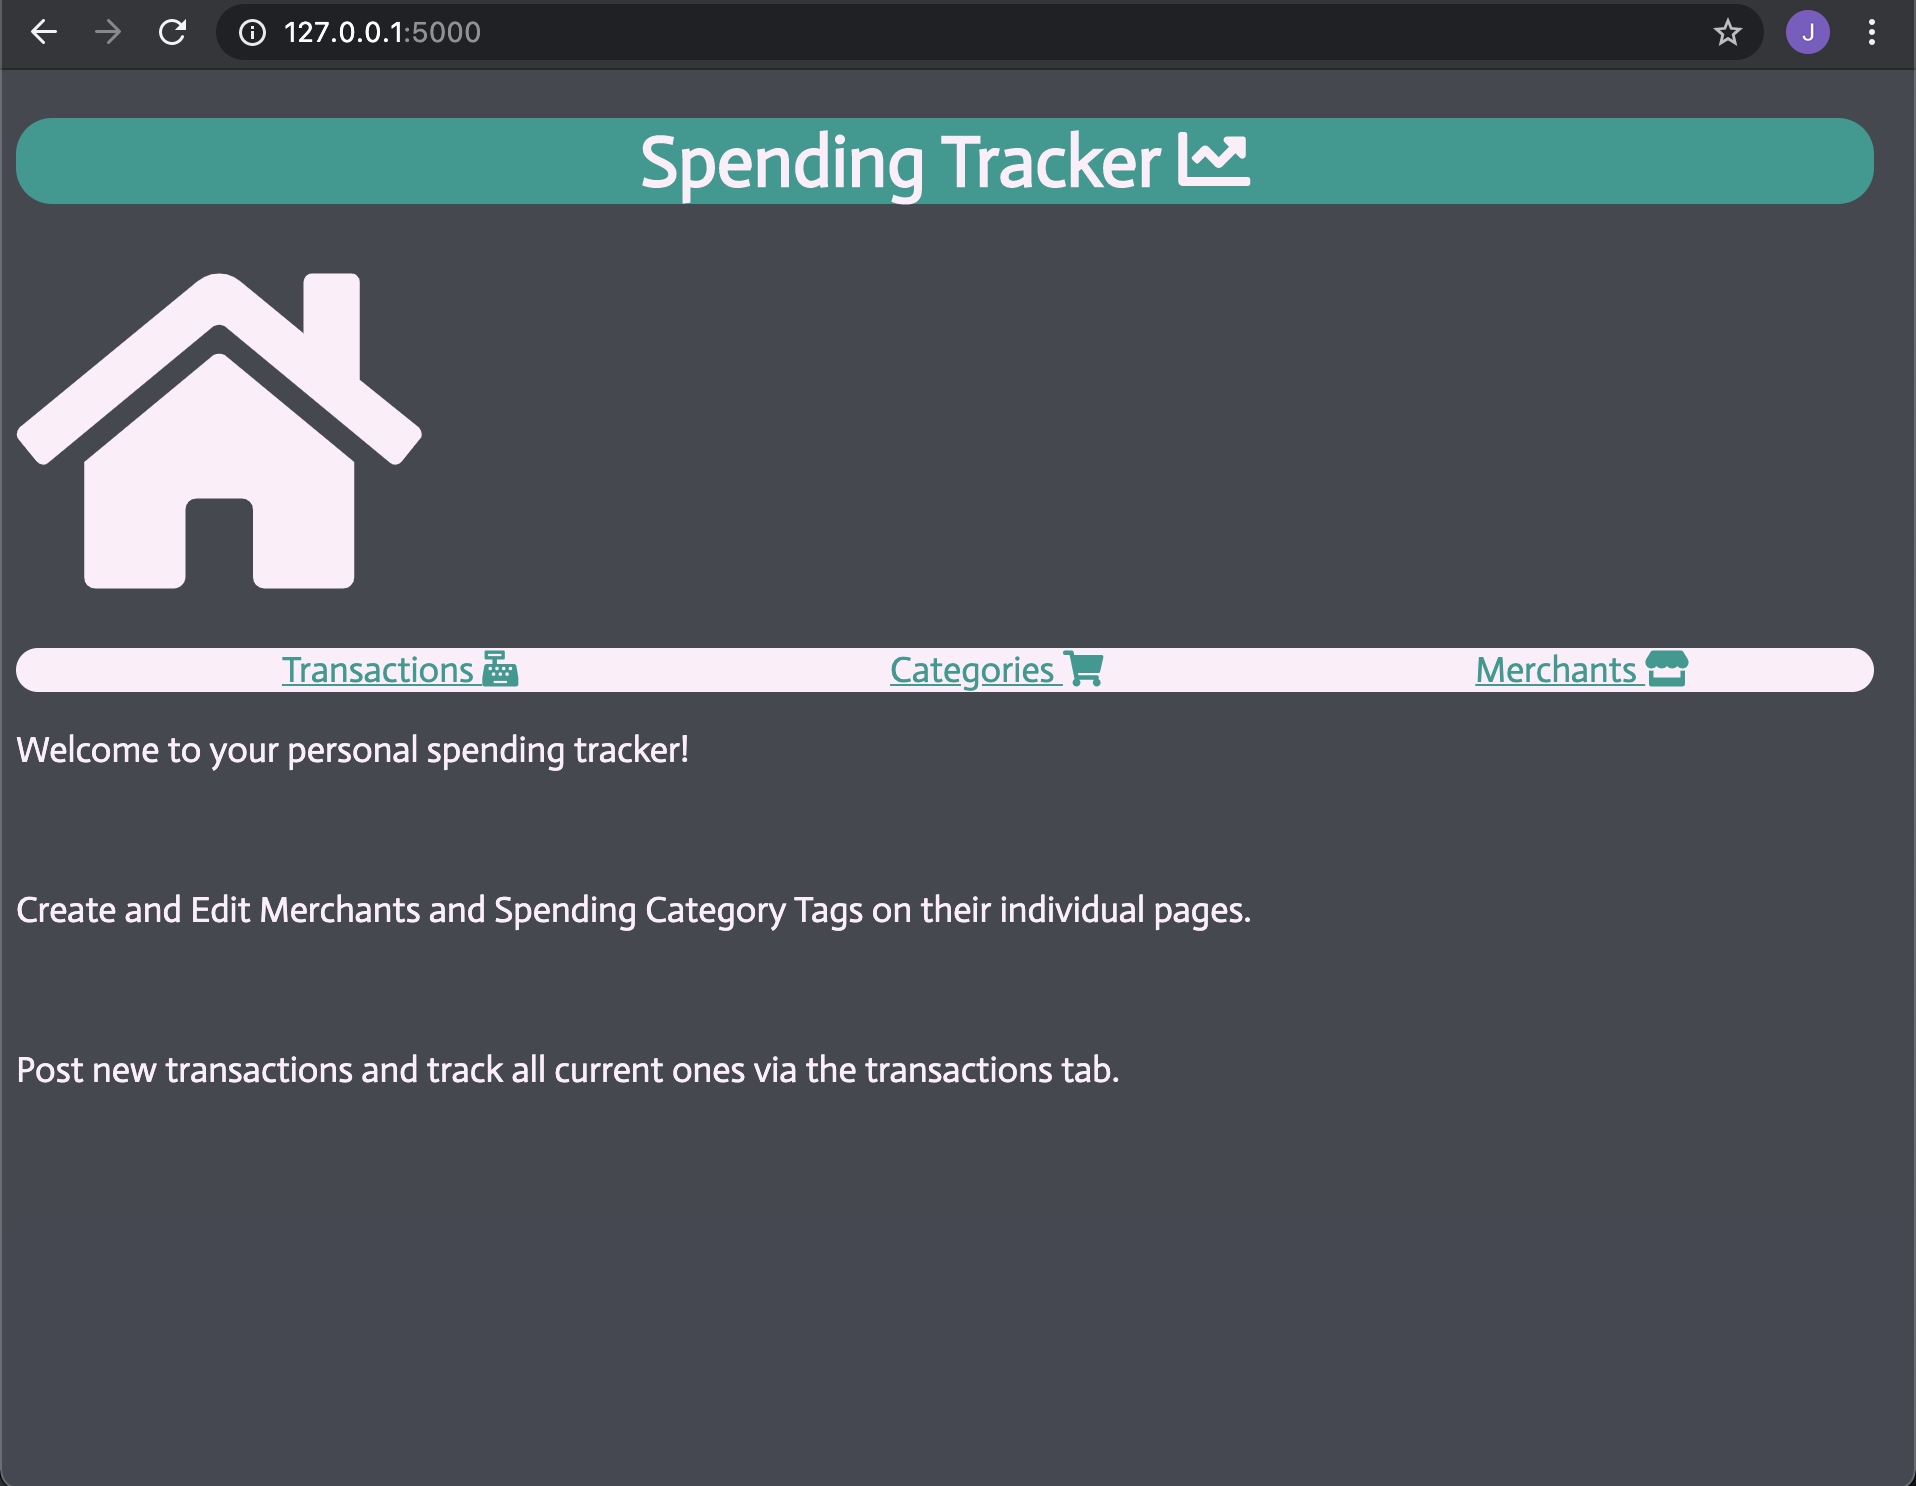 127.0.0.1:5000
J
Spending Tracker
Transactions Categories Merchants
Welcome to your personal spending tracker!
Create and Edit Merchants and Spending Category Tags on their individual pages.
Post new transactions and track all current ones via the transactions tab.